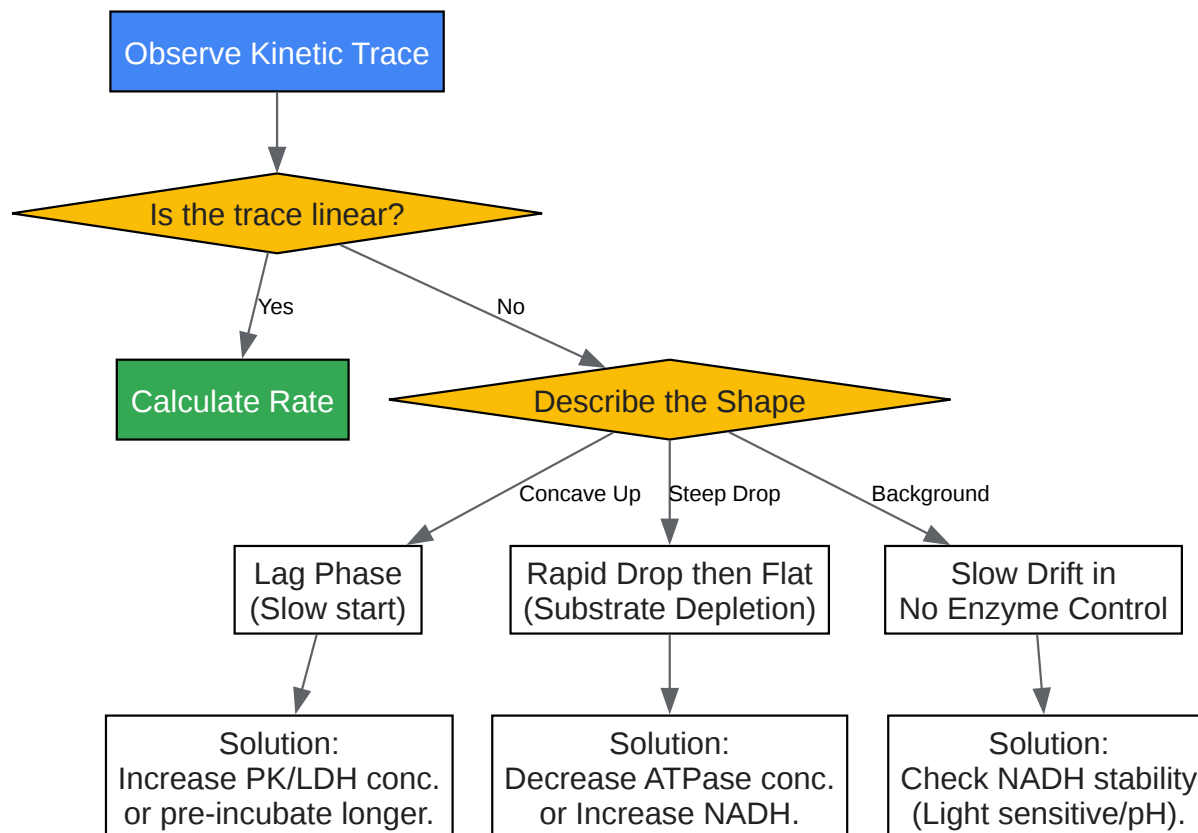 Observe Kinetic Trace
Is the trace linear?
Yes
No
Calculate Rate
Describe the Shape
Concave Up
Steep Drop
Background
Lag Phase
(Slow start)
Rapid Drop then Flat
(Substrate Depletion)
Slow Drift in
No Enzyme Control
Solution:
Increase PK/LDH conc.
or pre-incubate longer.
Solution:
Decrease ATPase conc.
or Increase NADH.
Solution:
Check NADH stability
(Light sensitive/pH).